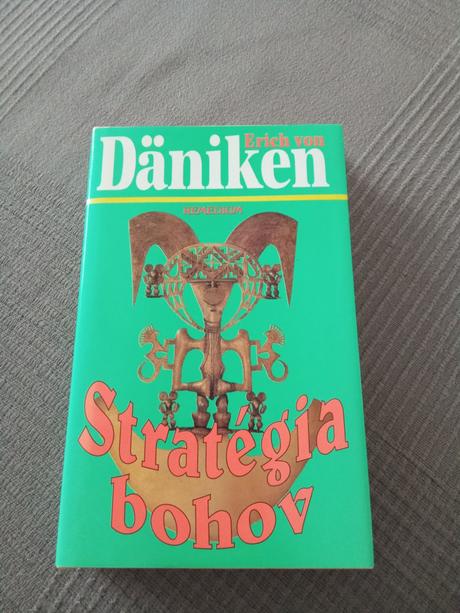 Erich von
Däniken
REMEDIUM
Stratégia
bohov